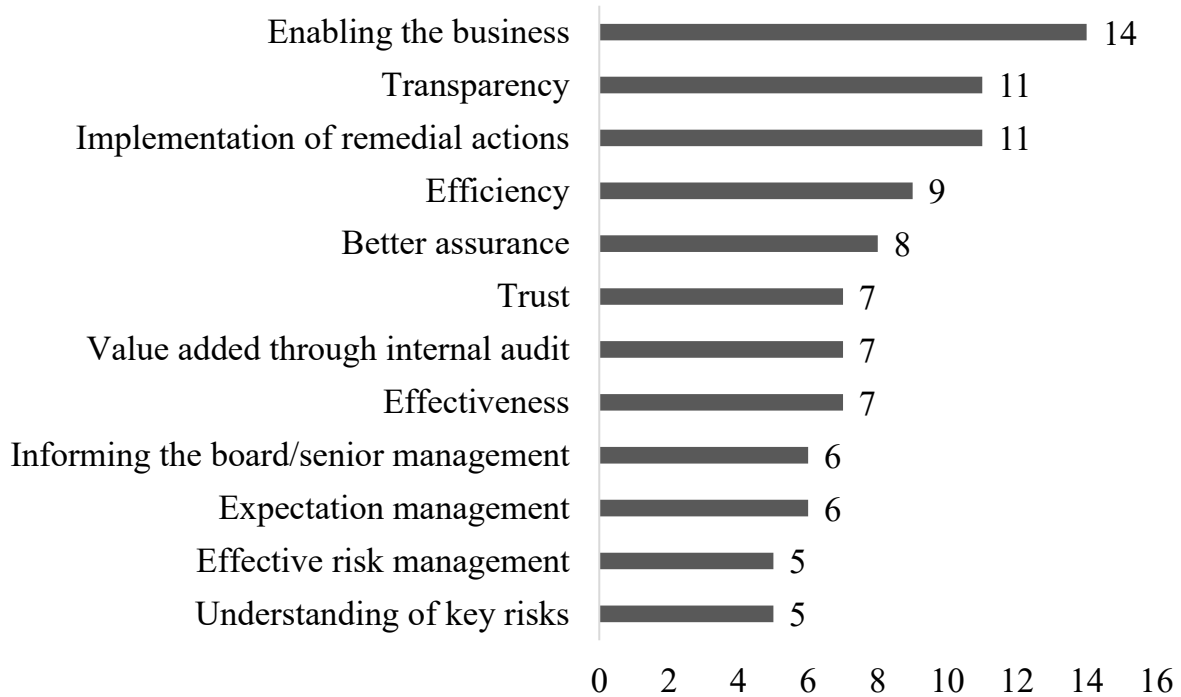 Enabling the business 14
Transparency 11
Implementation of remedial actions 11
Efficiency 9
Better assurance 8
Trust 7
Value added through internal audit 7
Effectiveness 7
Informing the board/senior management 6
Expectation management 6
Effective risk management 5
Understanding of key risks 5
0 2 4 6 8 10 12 14 16